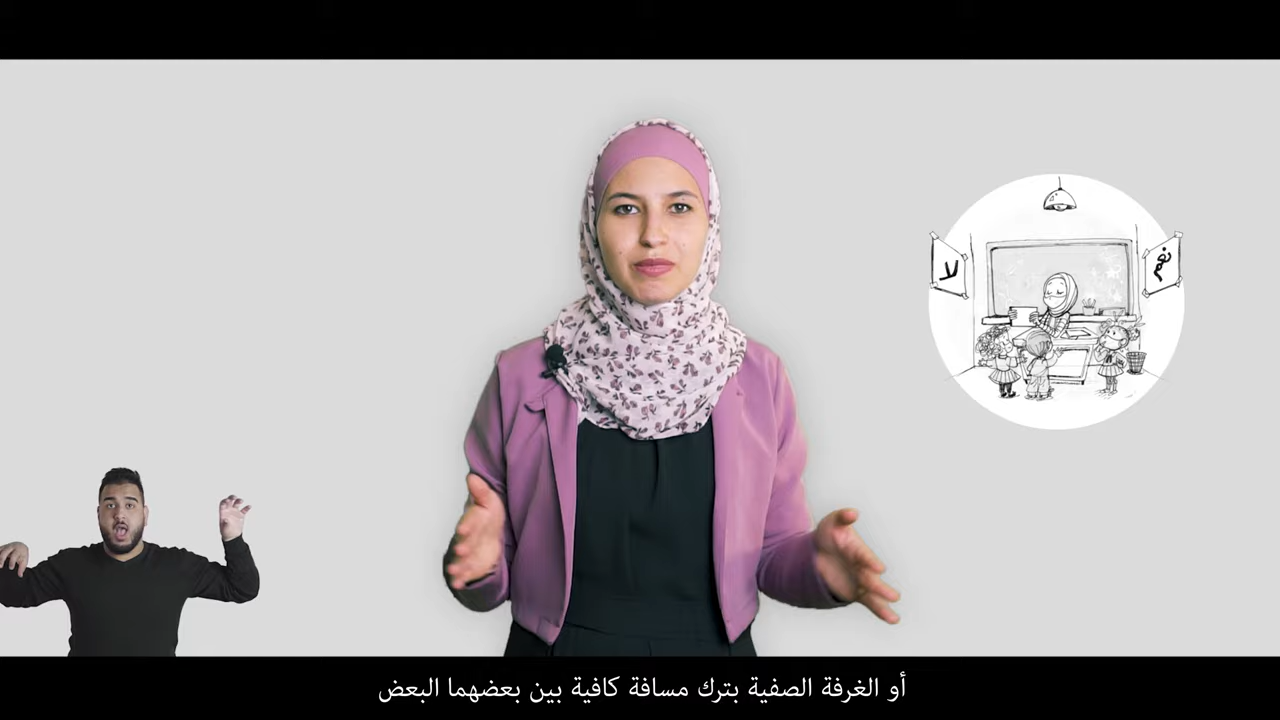 نعم
لا
أو الغرفة الصفية بترك مسافة كافية بين بعضهما البعض